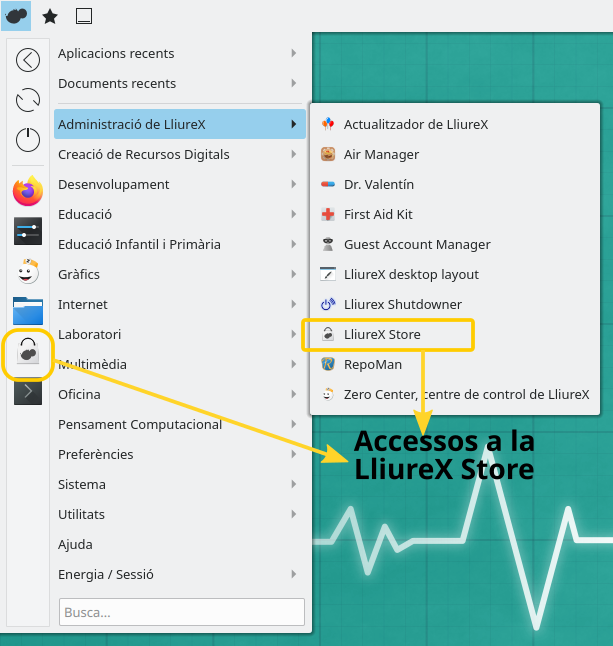 Aplicacions recents
Documents recents
Administració de LliureX
Creació de Recursos Digitals
Desenvolupament
Educació
Educació Infantil i Primària
Gràfics
Internet
Laboratori
Multimèdia
Oficina
Pensament Computacional
Preferències
Sistema
Utilitats
Ajuda
Energia / Sessió
Busca...
Actualitzador de LliureX
Air Manager
Dr. Valentín
First Aid Kit
Guest Account Manager
LliureX desktop layout
Lliurex Shutdowner
LliureX Store
RepoMan
Zero Center, centre de control de LliureX
Accessos a la
LliureX Store